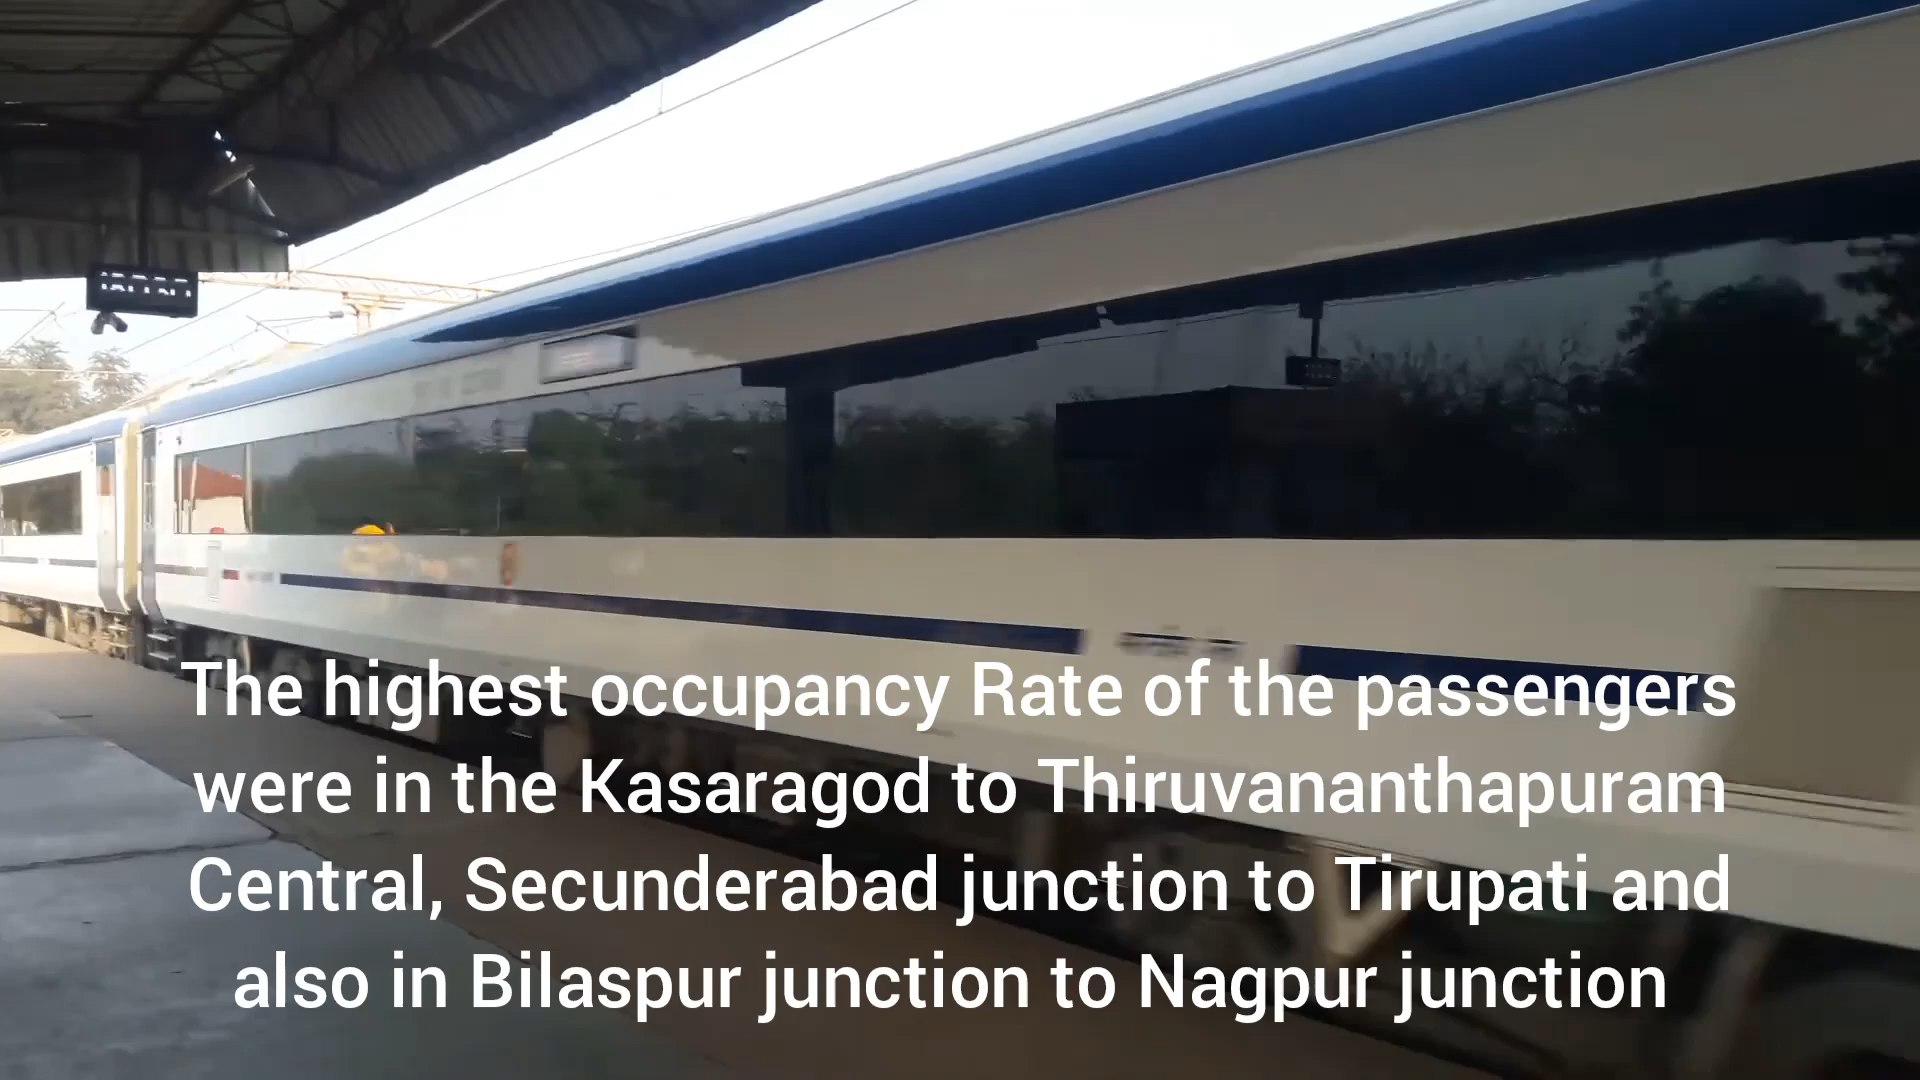 The highest occupancy Rate of the passengers
were in the Kasaragod to Thiruvananthapuram
Central, Secunderabad junction to Tirupati and
also in Bilaspur junction to Nagpur junction